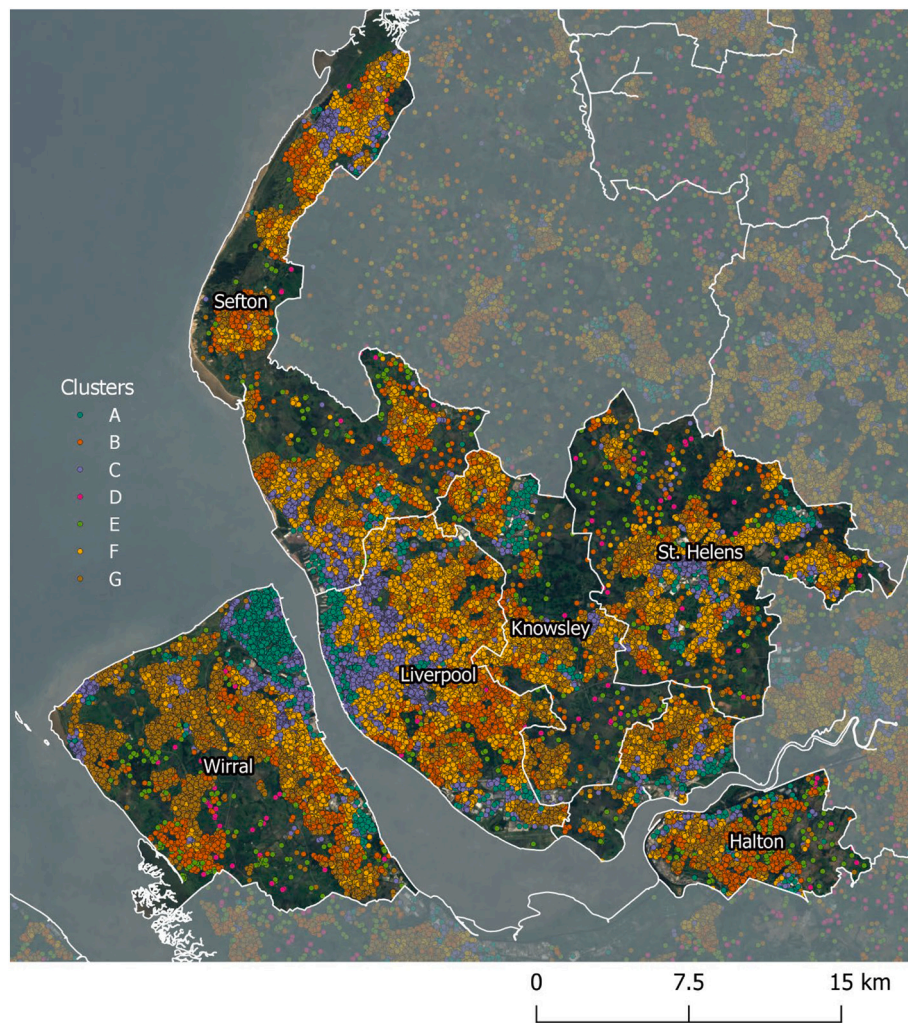 Sefton
Clusters
A
B
C
D
E
F
G
St. Helens
Knowsley
Liverpool
Wirral
Halton
0 7.5 15 km